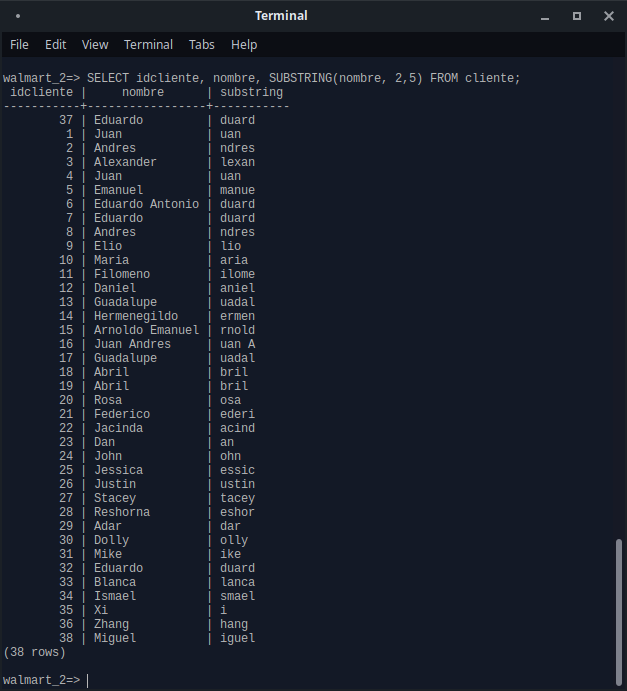 Terminal
File Edit View Terminal Tabs Help
walmart_2=> SELECT idcliente, nombre, SUBSTRING(nombre, 2,5) FROM cliente;
 idcliente |     nombre      | substring
-----------+-----------------+-----------
        37 | Eduardo         | duard
         1 | Juan            | uan
         2 | Andres          | ndres
         3 | Alexander       | lexan
         4 | Juan            | uan
         5 | Emanuel         | manue
         6 | Eduardo Antonio | duard
         7 | Eduardo         | duard
         8 | Andres          | ndres
         9 | Elio            | lio
        10 | Maria           | aria
        11 | Filomeno        | ilome
        12 | Daniel          | aniel
        13 | Guadalupe       | uadal
        14 | Hermenegildo    | ermen
        15 | Arnoldo Emanuel | rnold
        16 | Juan Andres     | uan A
        17 | Guadalupe       | uadal
        18 | Abril           | bril
        19 | Abril           | bril
        20 | Rosa            | osa
        21 | Federico        | ederi
        22 | Jacinda         | acind
        23 | Dan             | an
        24 | John            | ohn
        25 | Jessica         | essic
        26 | Justin          | ustin
        27 | Stacey          | tacey
        28 | Reshorna        | eshor
        29 | Adar            | dar
        30 | Dolly           | olly
        31 | Mike            | ike
        32 | Eduardo         | duard
        33 | Blanca          | lanca
        34 | Ismael          | smael
        35 | Xi              | i
        36 | Zhang           | hang
        38 | Miguel          | iguel
(38 rows)
walmart_2=>